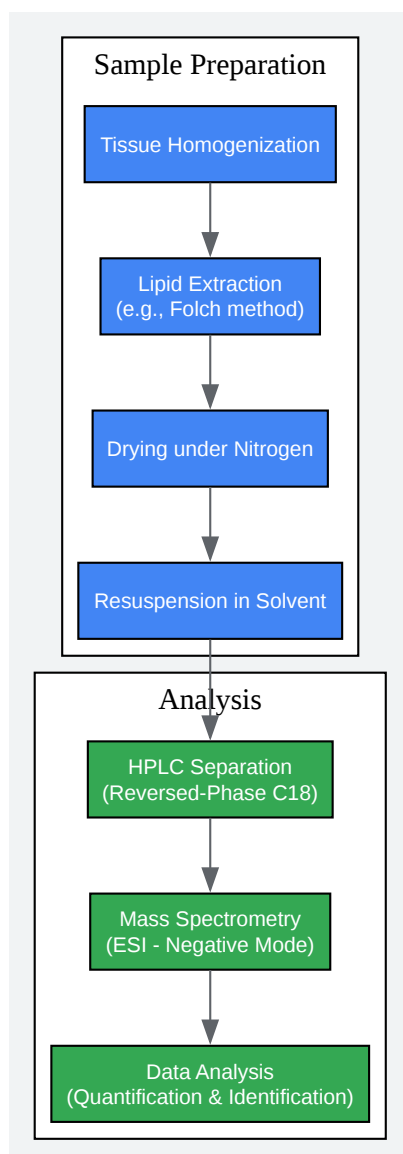 Sample Preparation
Tissue Homogenization
Lipid Extraction
(e.g., Folch method)
Drying under Nitrogen
Resuspension in Solvent
Analysis
HPLC Separation
(Reversed-Phase C18)
Mass Spectrometry
(ESI - Negative Mode)
Data Analysis
(Quantification & Identification)